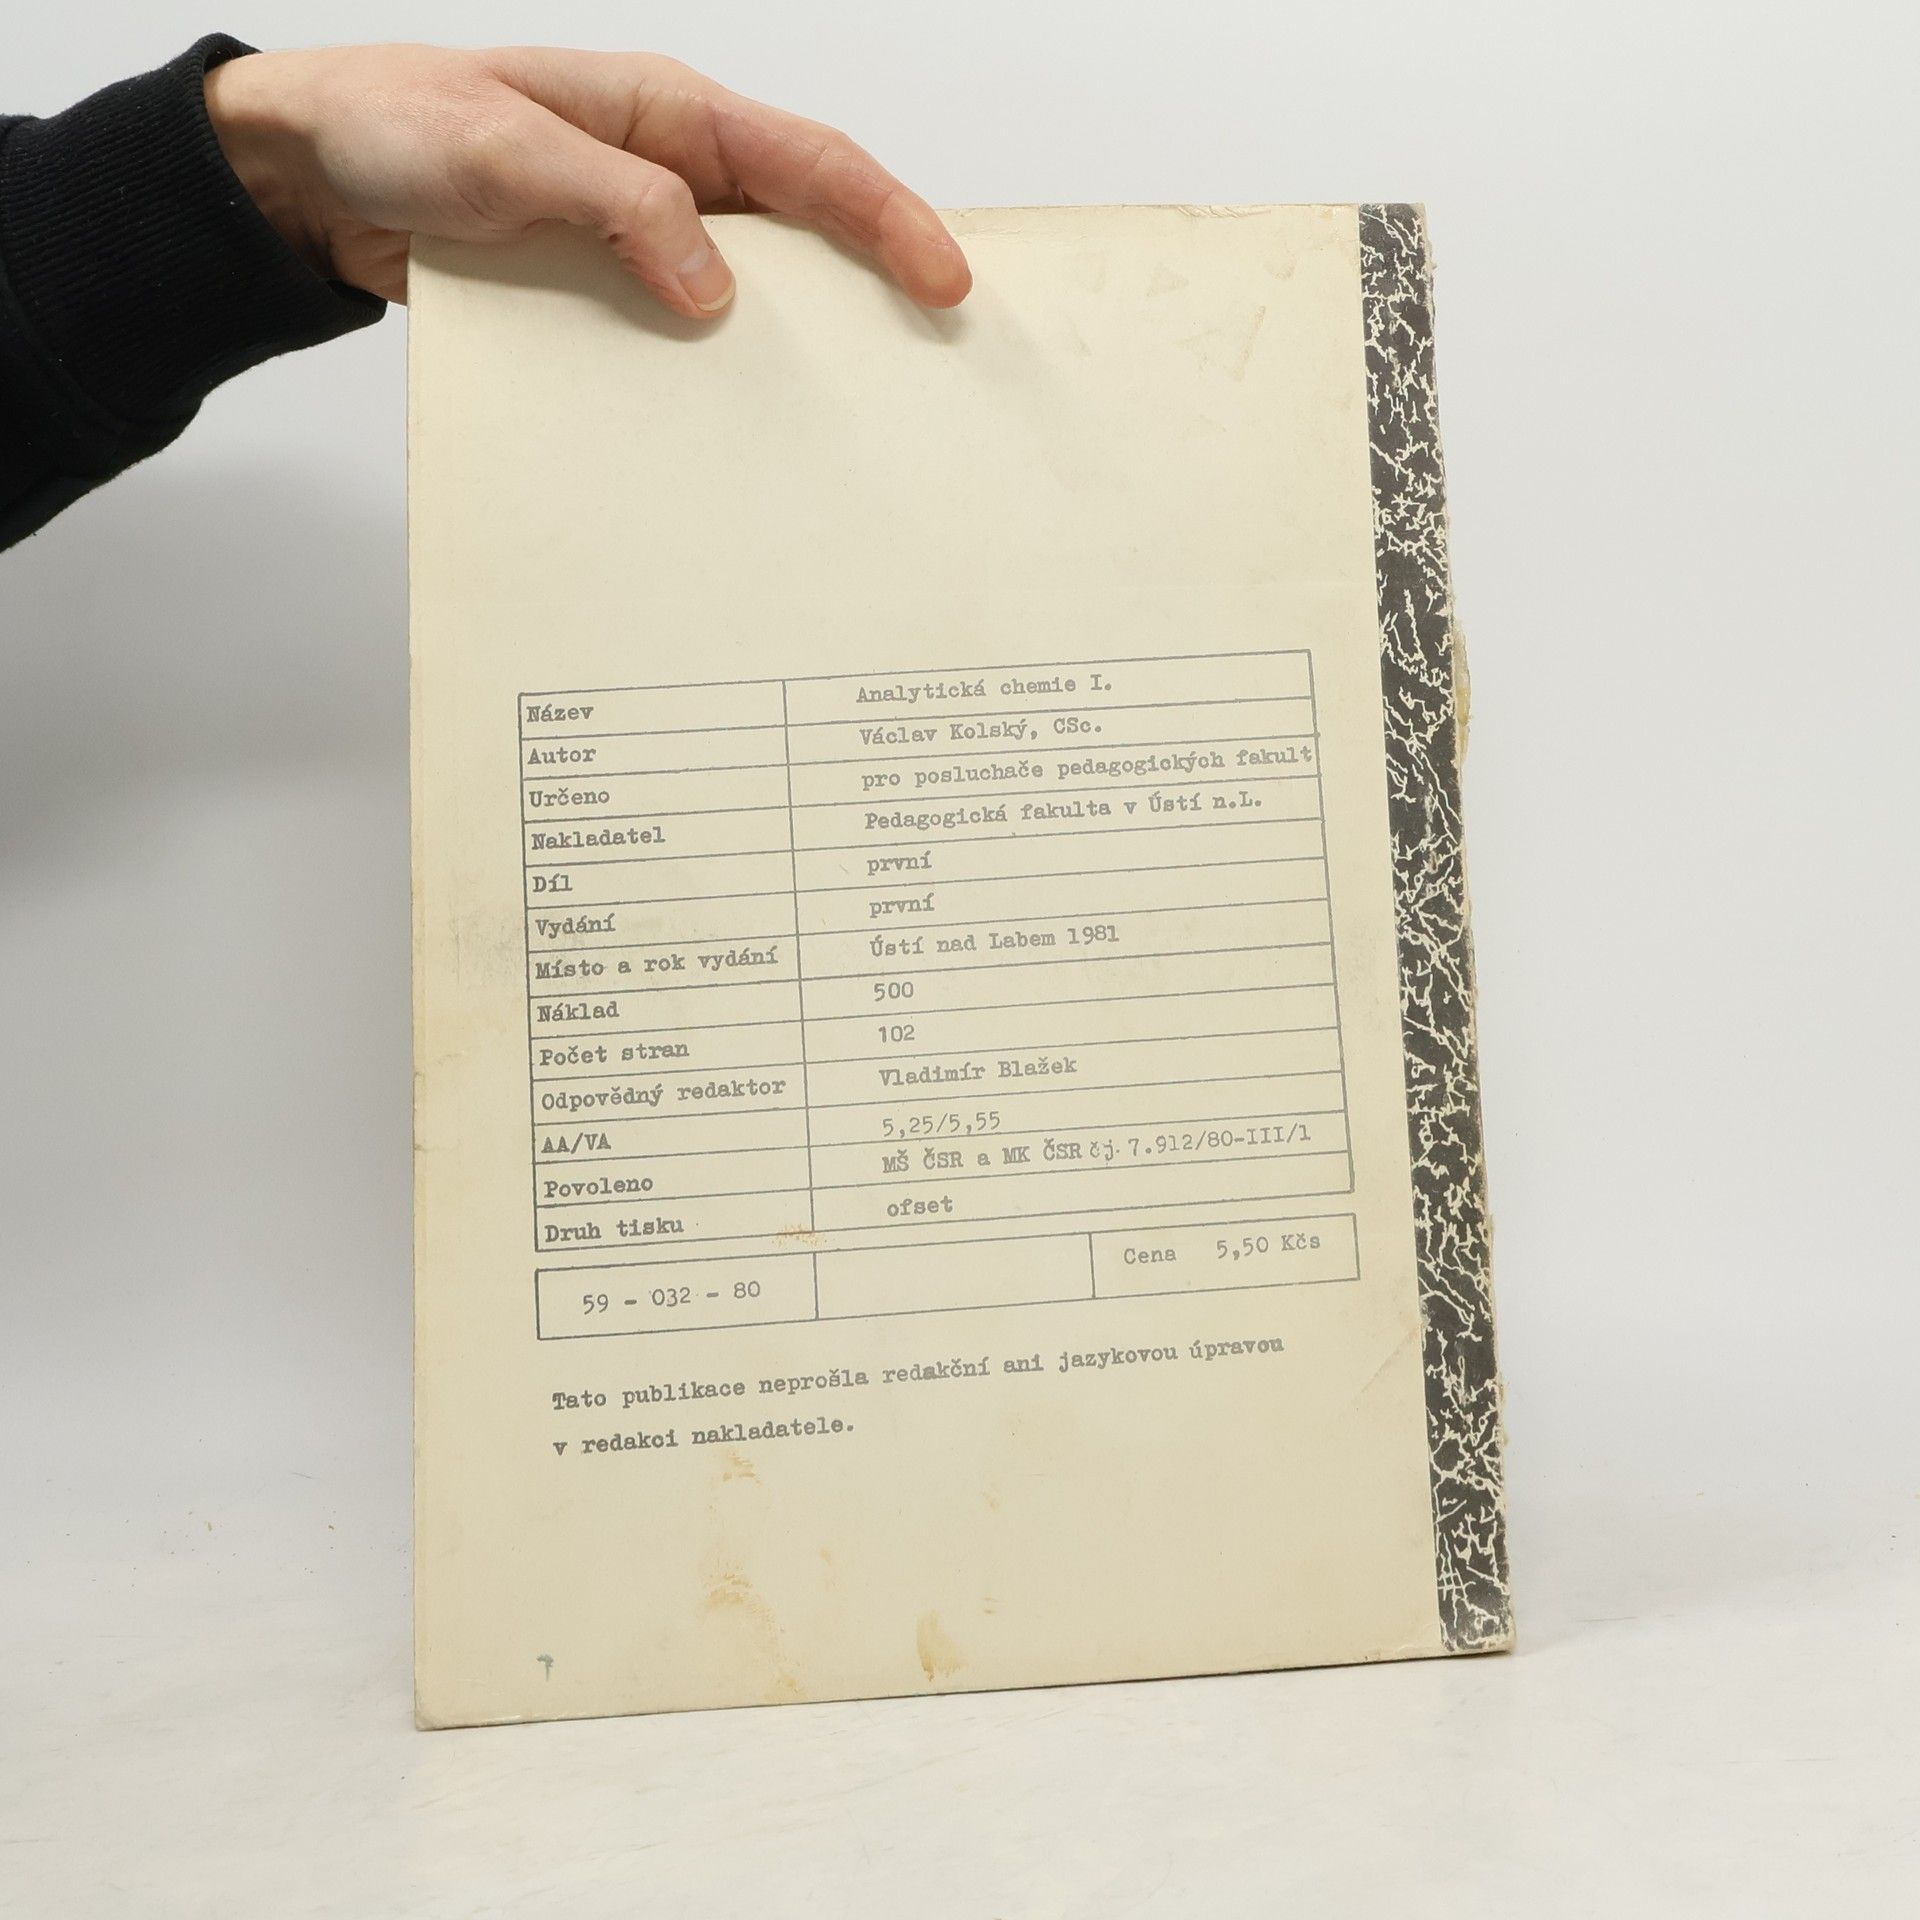 Název Analytická chemie I.
Autor Václav Kolský, CSc.
Určeno pro posluchače pedagogických fakult
Nakladatel Pedagogická fakulta v Ústí n.L.
Díl první
Vydání první
Místo a rok vydání Ústí nad Labem 1981
Náklad 500
Počet stran 102
Odpovědný redaktor Vladimír Blažek
AA/VA 5,25/5,55
Povoleno MŠ ČSR a MK ČSR čj. 7.912/80-III/1
Druh tisku ofset
59 - 032 - 80 Cena 5,50 Kčs
Tato publikace neprošla redakční ani jazykovou úpravou
v redakci nakladatele.
7